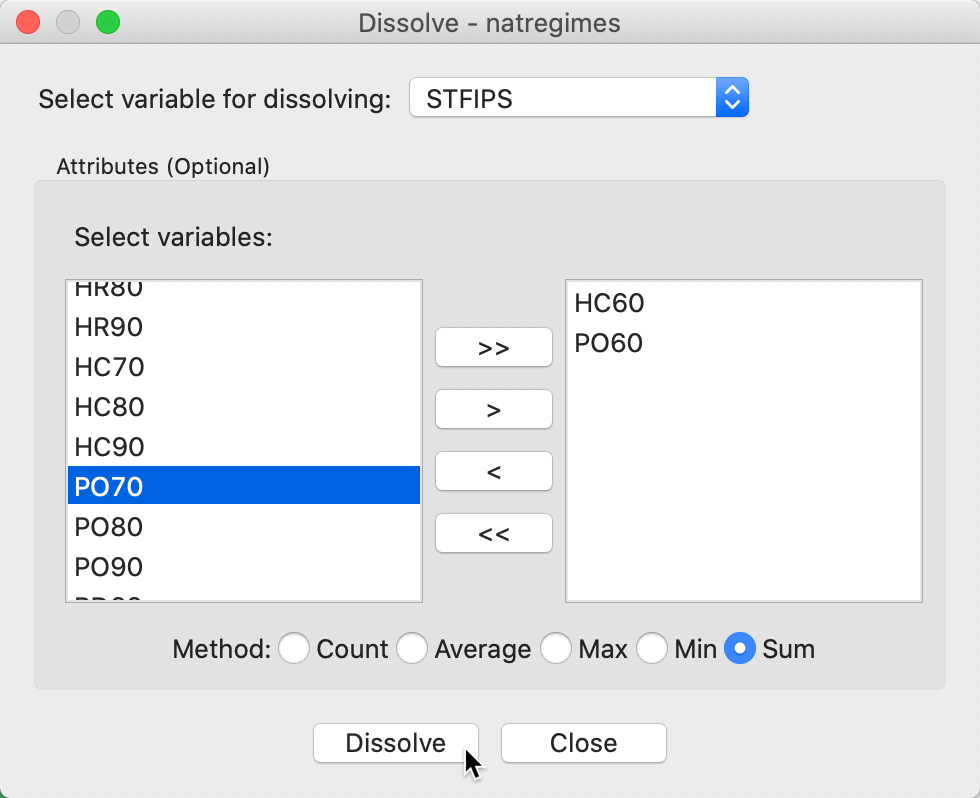 Dissolve - natregimes
Select variable for dissolving: STFIPS
Attributes (Optional)
Select variables:
HR80
HR90
HC70
HC80
HC90
PO70
PO80
PO90
>>
>
<
<<
HC60
PO60
Method: Count Average Max Min Sum
Dissolve Close